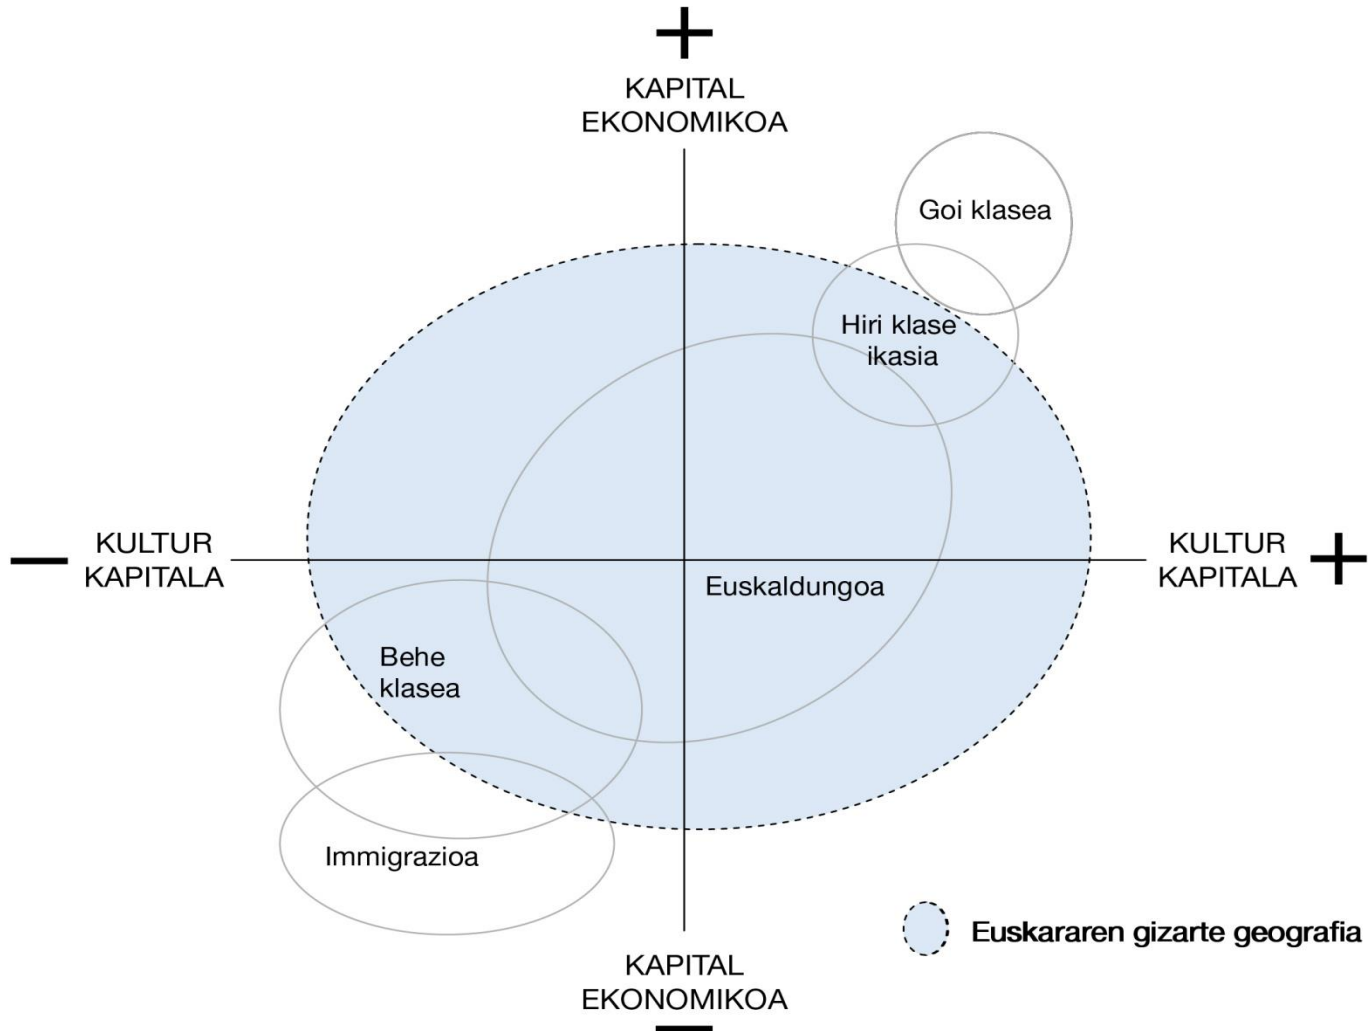 +
KAPITAL
EKONOMIKOA
Goi klasea
Hiri klase
ikasia
— KULTUR
KAPITALA
KULTUR +
KAPITALA
Euskaldungoa
Behe
klasea
Immigrazioa
Euskararen gizarte geografia
KAPITAL
EKONOMIKOA
—